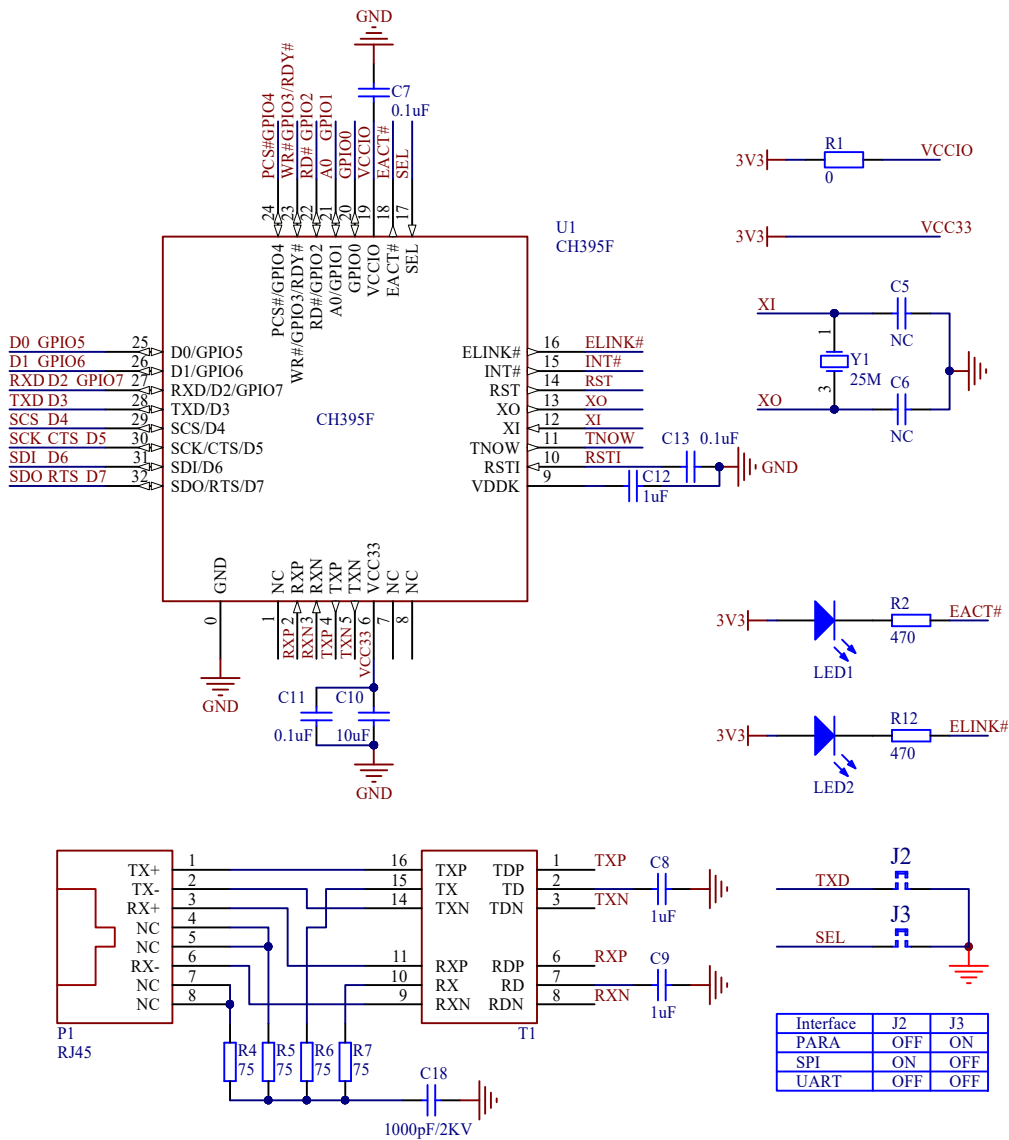 GND
C7
0.1uF
PCS#GPIO4
WR# GPIO3/RDY#
RD# GPIO2
A0 GPIO1
GPIO0
VCCIO
EACT#
SEL
24
23
22
21
20
19
18
17
PCS#/GPIO4
WR#/GPIO3/RDY#
RD#/GPIO2
A0/GPIO1
GPIO0
VCCIO
EACT#
SEL
U1
CH395F
D0 GPIO5 25 D0/GPIO5
D1 GPIO6 26 D1/GPIO6
RXD D2 GPIO7 27 RXD/D2/GPIO7
TXD D3 28 TXD/D3
SCS D4 29 SCS/D4
SCK CTS D5 30 SCK/CTS/D5
SDI D6 31 SDI/D6
SDO RTS D7 32 SDO/RTS/D7
CH395F
ELINK# 16 ELINK#
INT# 15 INT#
RST 14 RST
XO 13 XO
XI 12 XI
TNOW 11 TNOW
RSTI 10 RSTI
VDDK 9
C13 0.1uF
C12
1uF
GND
GND
NC
RXP
RXN
TXP
TXN
VCC33
NC
NC
0
1
RXP 2
RXN 3
TXP 4
TXN 5
VCC33 6
7
8
GND
C11
0.1uF
C10
10uF
GND
3V3 R1 VCCIO
0
3V3 VCC33
XI C5
NC
1
Y1
25M
3
XO C6
NC
3V3 R2 EACT#
470
LED1
3V3 R12 ELINK#
470
LED2
TX+ 1
TX- 2
RX+ 3
NC 4
NC 5
RX- 6
NC 7
NC 8
P1
RJ45
16 TXP TDP 1 TXP
15 TX TD 2
14 TXN TDN 3 TXN
11 RXP RDP 6 RXP
10 RX RD 7
9 RXN RDN 8 RXN
T1
C8
1uF
C9
1uF
R4
75
R5
75
R6
75
R7
75
C18
1000pF/2KV
TXD J2
SEL J3
Interface J2 J3
PARA OFF ON
SPI ON OFF
UART OFF OFF